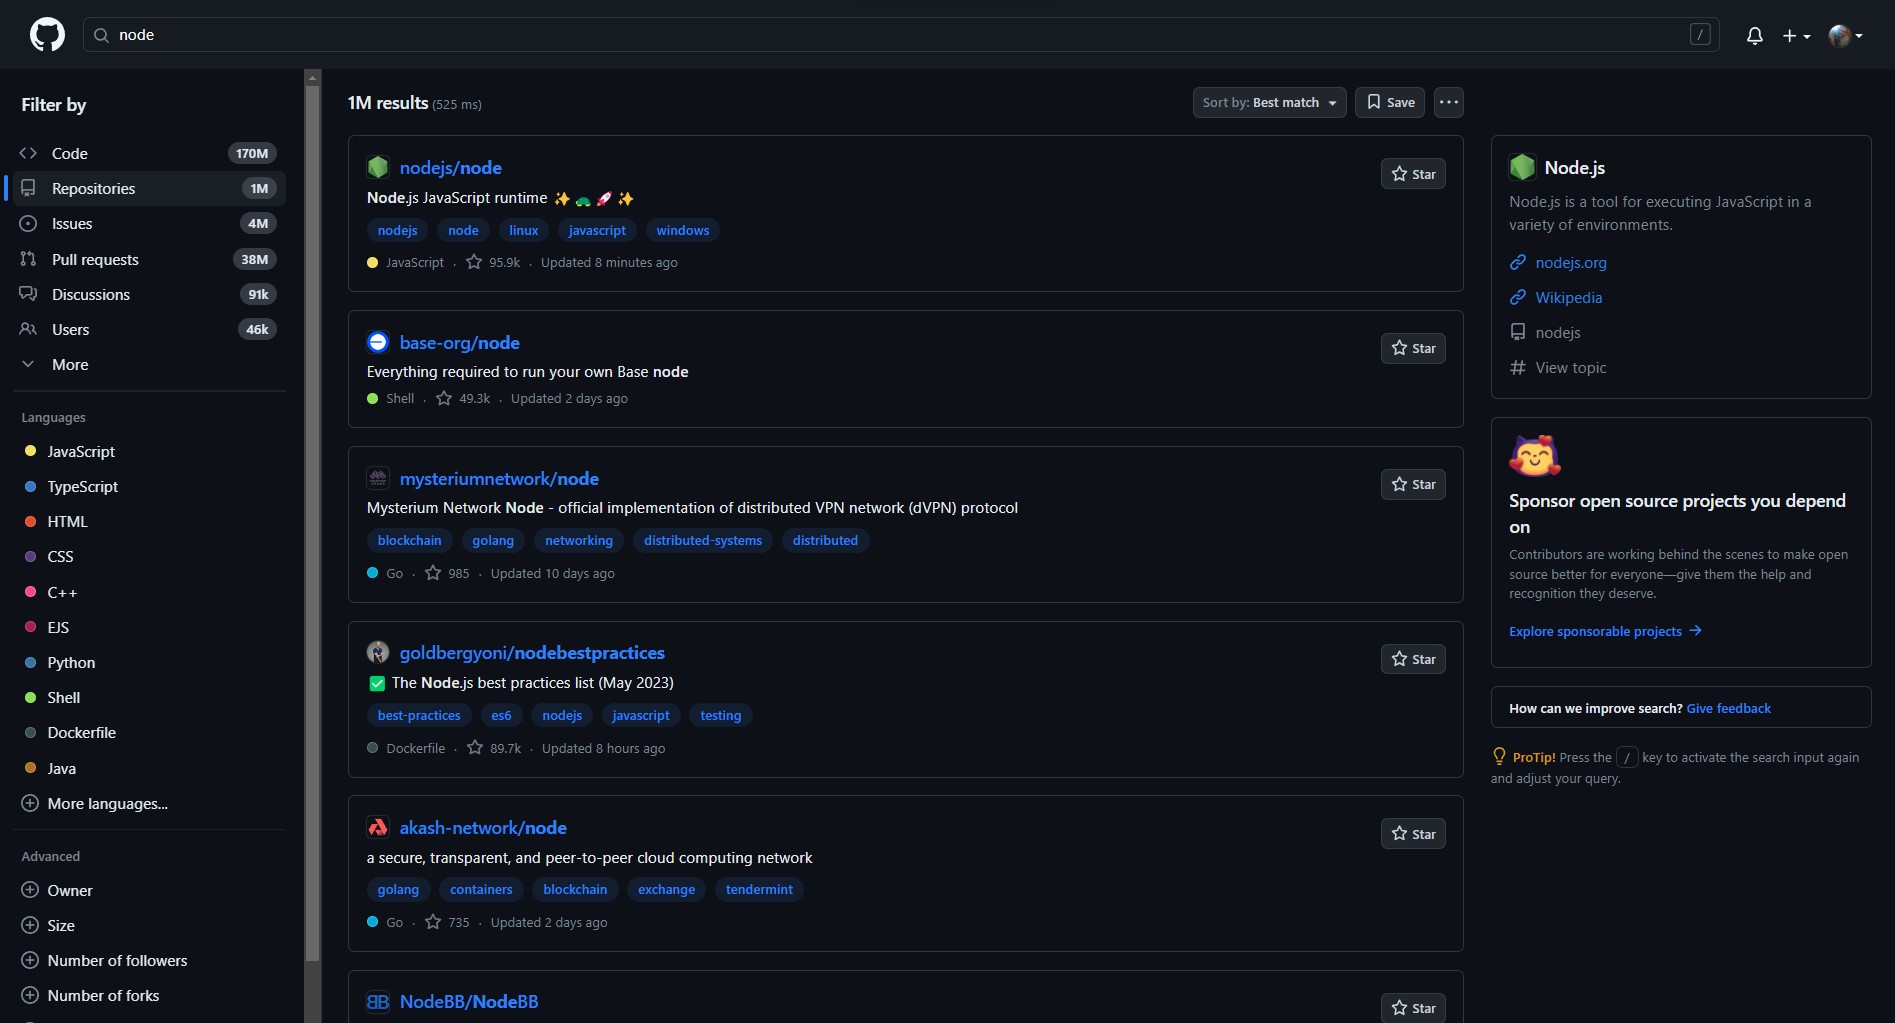 node
/
Filter by
Code 170M
Repositories 1M
Issues 4M
Pull requests 38M
Discussions 91k
Users 46k
More
Languages
JavaScript
TypeScript
HTML
CSS
C++
EJS
Python
Shell
Dockerfile
Java
More languages...
Advanced
Owner
Size
Number of followers
Number of forks
1M results (525 ms)
Sort by: Best match
Save
nodejs/node
Star
Node.js JavaScript runtime ✨🐢🚀✨
nodejs node linux javascript windows
JavaScript · 95.9k · Updated 8 minutes ago
base-org/node
Star
Everything required to run your own Base node
Shell · 49.3k · Updated 2 days ago
mysteriumnetwork/node
Star
Mysterium Network Node - official implementation of distributed VPN network (dVPN) protocol
blockchain golang networking distributed-systems distributed
Go · 985 · Updated 10 days ago
goldbergyoni/nodebestpractices
Star
✅ The Node.js best practices list (May 2023)
best-practices es6 nodejs javascript testing
Dockerfile · 89.7k · Updated 8 hours ago
akash-network/node
Star
a secure, transparent, and peer-to-peer cloud computing network
golang containers blockchain exchange tendermint
Go · 735 · Updated 2 days ago
BB NodeBB/NodeBB
Star
Node.js
Node.js is a tool for executing JavaScript in a
variety of environments.
nodejs.org
Wikipedia
nodejs
View topic
Sponsor open source projects you depend
on
Contributors are working behind the scenes to make open
source better for everyone—give them the help and
recognition they deserve.
Explore sponsorable projects →
How can we improve search? Give feedback
ProTip! Press the / key to activate the search input again
and adjust your query.